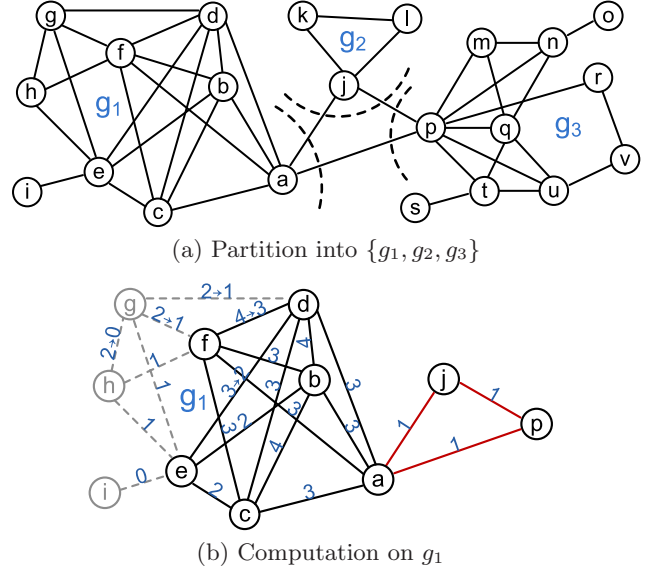 g d k l o
f m n
g₂ r
h b j
g₁ p q g₃
e a v
i s t u
c
(a) Partition into {g₁, g₂, g₃}
g 2→1 d
2→1 4→3
f 3 4
2→0 1 b j
h 1 g₁ 3→2 3 3 1
1 3 2 3 3 1 p
e 4 1
i 0 a
2 3
c
(b) Computation on g₁